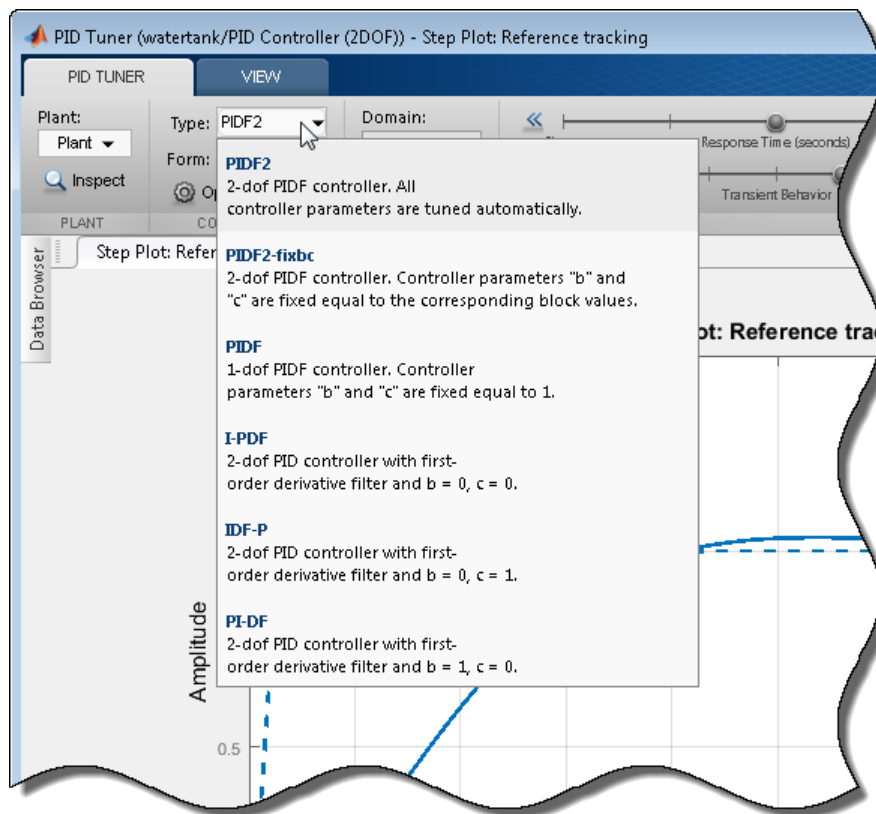 PID Tuner (watertank/PID Controller (2DOF)) - Step Plot: Reference tracking
PID TUNER
VIEW
Plant:
Plant
Inspect
PLANT
Type: PIDF2
Form:
Domain:
Response Time (seconds)
Transient Behavior
Data Browser
Step Plot: Refer
PIDF2
2-dof PIDF controller. All
controller parameters are tuned automatically.
PIDF2-fixbc
2-dof PIDF controller. Controller parameters "b" and
"c" are fixed equal to the corresponding block values.
PIDF
1-dof PIDF controller. Controller
parameters "b" and "c" are fixed equal to 1.
I-PDF
2-dof PID controller with first-
order derivative filter and b = 0, c = 0.
IDF-P
2-dof PID controller with first-
order derivative filter and b = 0, c = 1.
PI-DF
2-dof PID controller with first-
order derivative filter and b = 1, c = 0.
ot: Reference tra
Amplitude
0.5